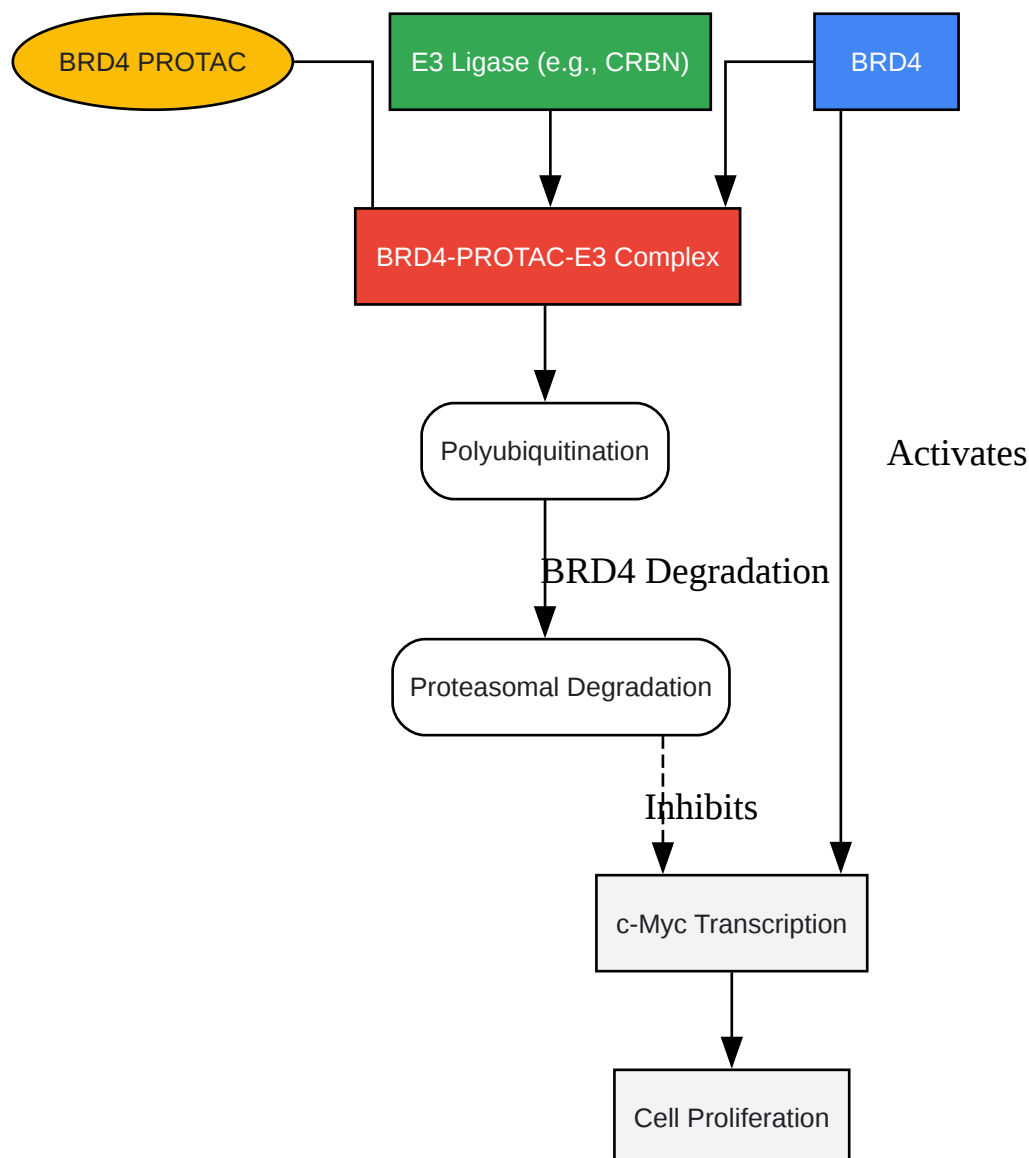 BRD4 PROTAC
E3 Ligase (e.g., CRBN)
BRD4
BRD4-PROTAC-E3 Complex
Polyubiquitination
Activates
BRD4 Degradation
Proteasomal Degradation
Inhibits
c-Myc Transcription
Cell Proliferation